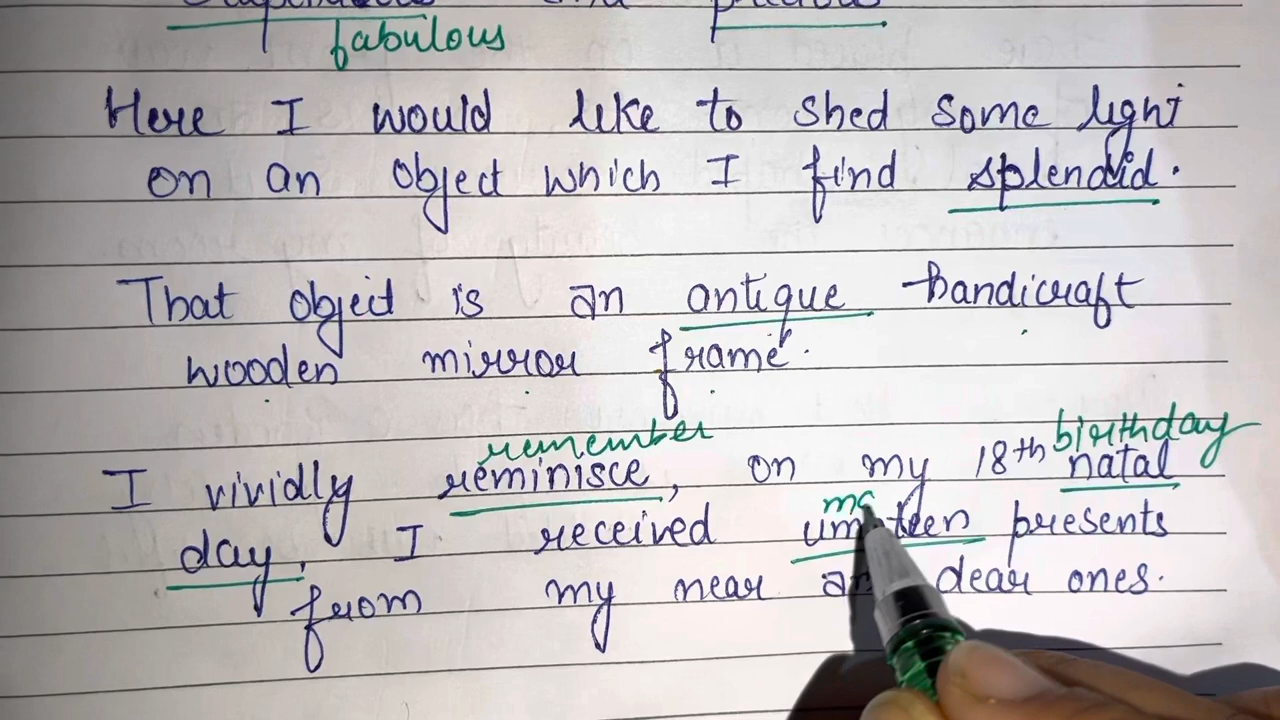 fabulous
Here I would like to shed some light
on an object which I find splendid.
That object is an antique handicraft
wooden mirror frame.
remember
birthday
I vividly reminisce, on my 18th natal
day, I received umpteen presents
from my near and dear ones.